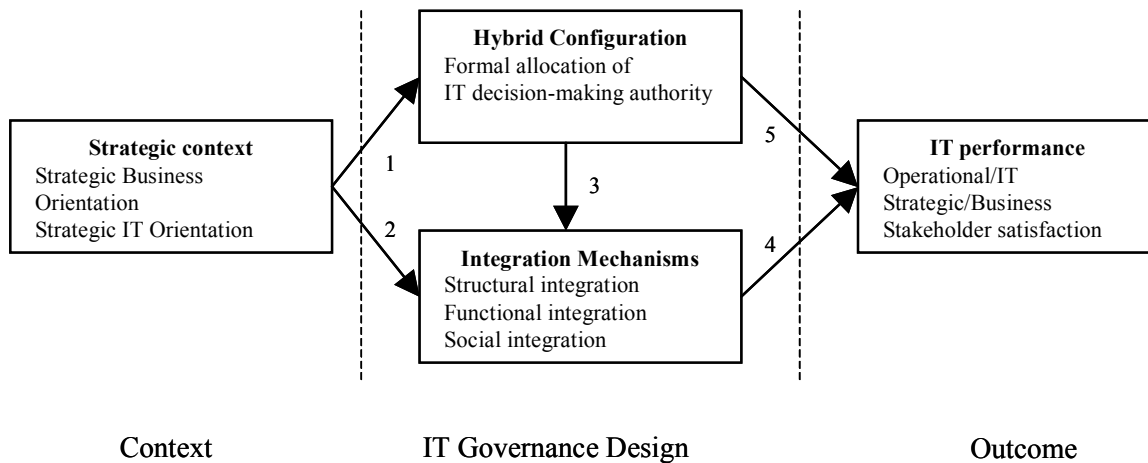 Hybrid Configuration
Formal allocation of
IT decision-making authority
Strategic context
Strategic Business
Orientation
Strategic IT Orientation
1
2
3
Integration Mechanisms
Structural integration
Functional integration
Social integration
5
4
IT performance
Operational/IT
Strategic/Business
Stakeholder satisfaction
Context
IT Governance Design
Outcome